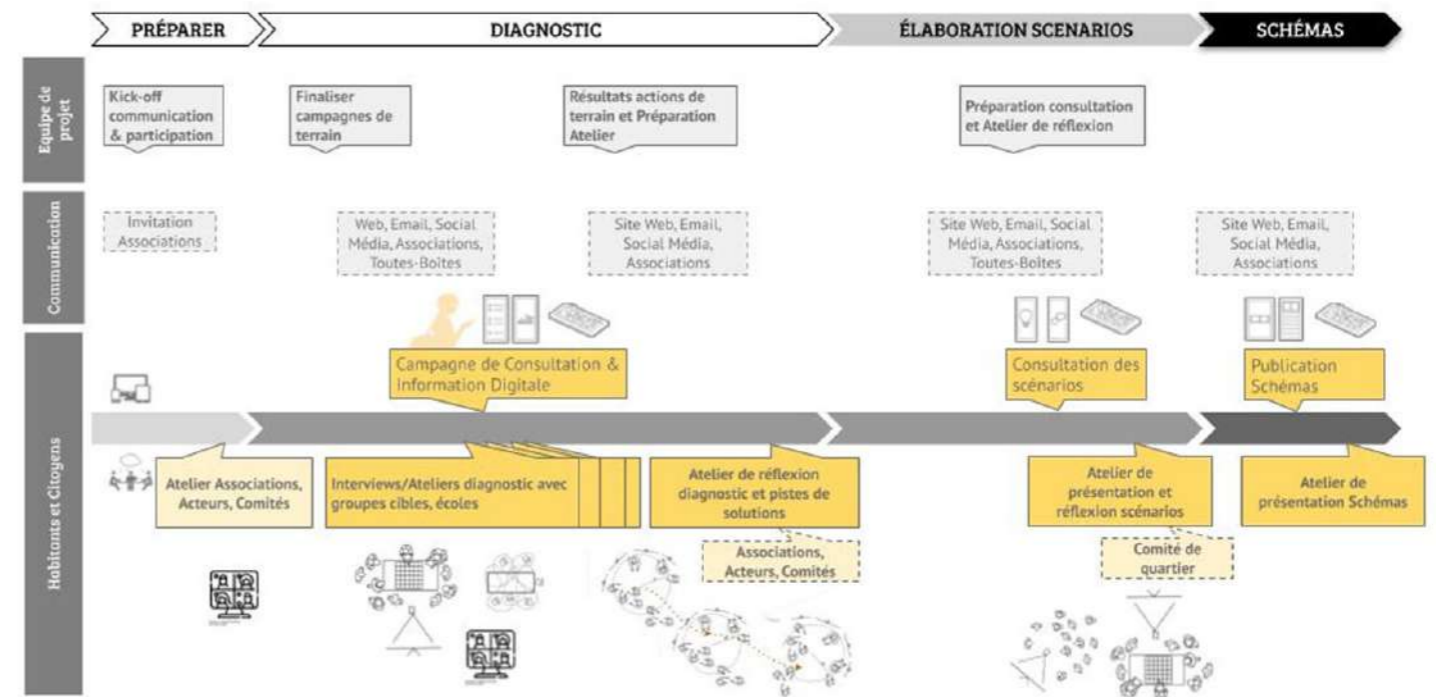 PRÉPARER
DIAGNOSTIC
ÉLABORATION SCENARIOS
SCHÉMAS
Equipe de
projet
Kick-off
communication
& participation
Finaliser
campagnes de
terrain
Résultats actions de
terrain et Préparation
Atelier
Préparation consultation
et Atelier de réflexion
Communication
Invitation
Associations
Web, Email, Social
Média, Associations,
Toutes-Boîtes
Site Web, Email,
Social Média,
Associations
Site Web, Email, Social
Média, Associations,
Toutes-Boîtes
Site Web, Email,
Social Média,
Associations
Habitants et Citoyens
Campagne de Consultation &
Information Digitale
Consultation des
scénarios
Publication
Schémas
Atelier Associations,
Acteurs, Comités
Interviews/Ateliers diagnostic avec
groupes cibles, écoles
Atelier de réflexion
diagnostic et pistes de
solutions
Associations,
Acteurs, Comités
Atelier de
présentation et
réflexion scénarios
Comité de
quartier
Atelier de
présentation Schémas